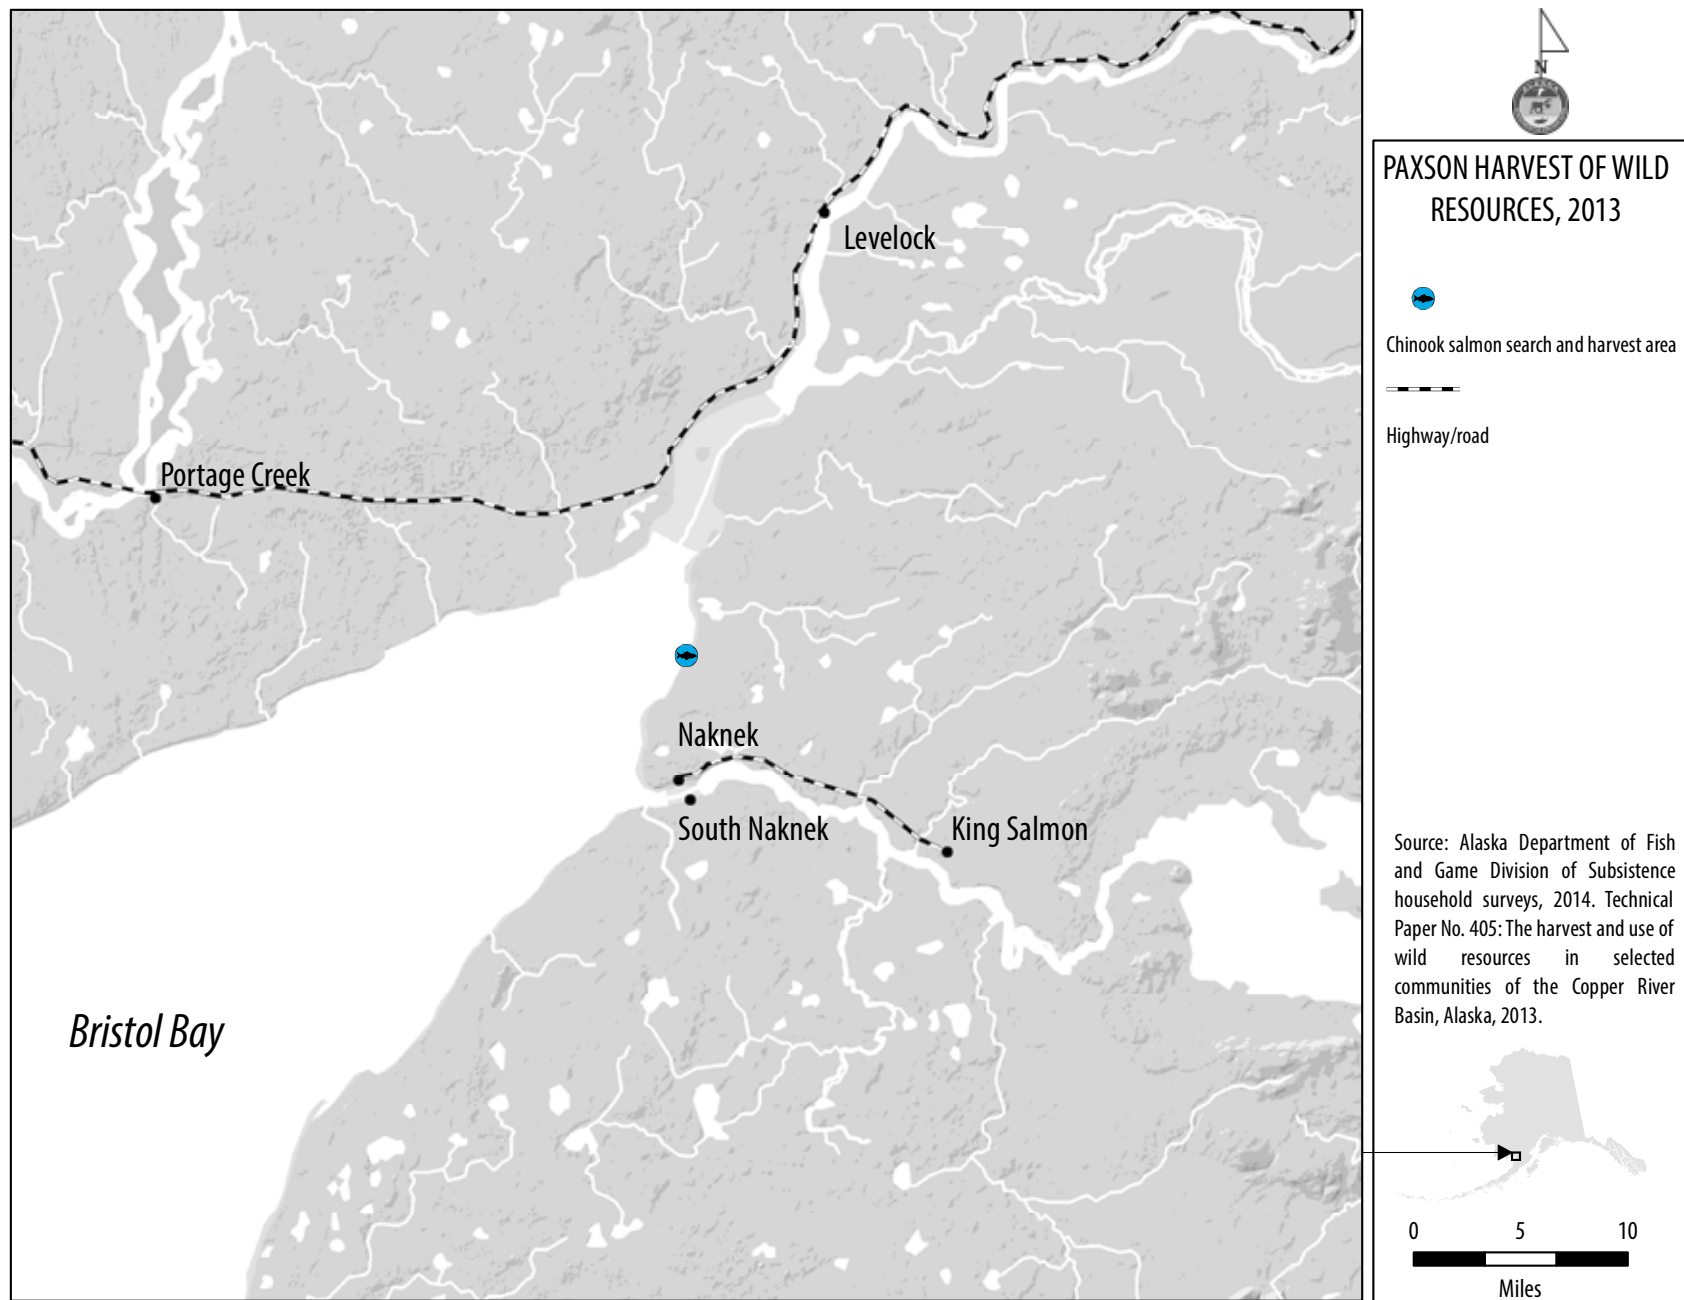 N
PAXSON HARVEST OF WILD
RESOURCES, 2013
Levelock
Chinook salmon search and harvest area
Highway/road
Portage Creek
Naknek
South Naknek
King Salmon
Bristol Bay
Source: Alaska Department of Fish
and Game Division of Subsistence
household surveys, 2014. Technical
Paper No. 405: The harvest and use of
wild resources in selected
communities of the Copper River
Basin, Alaska, 2013.
0 5 10
Miles